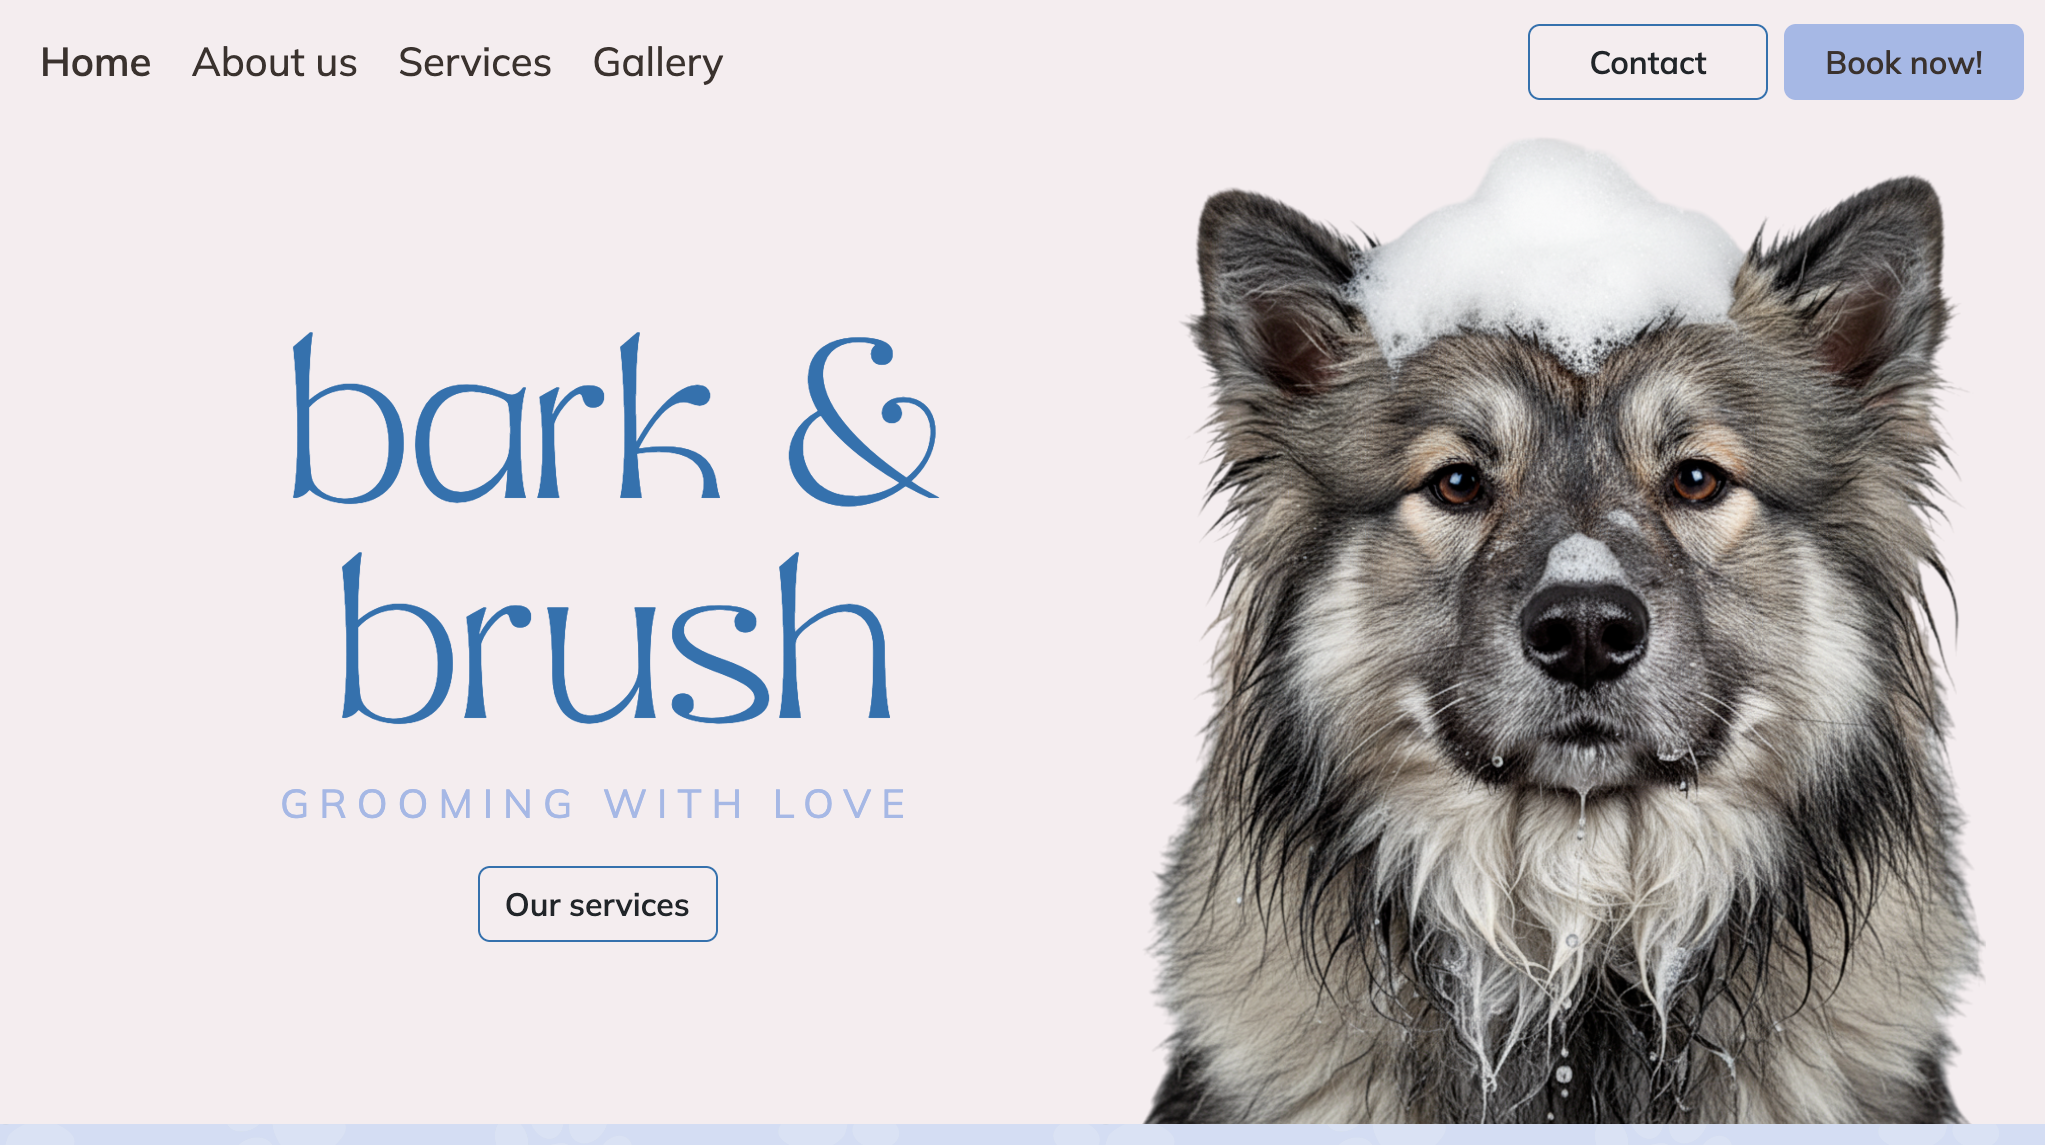 Home About us Services Gallery Contact Book now!
bark &
brush
GROOMING WITH LOVE
Our services